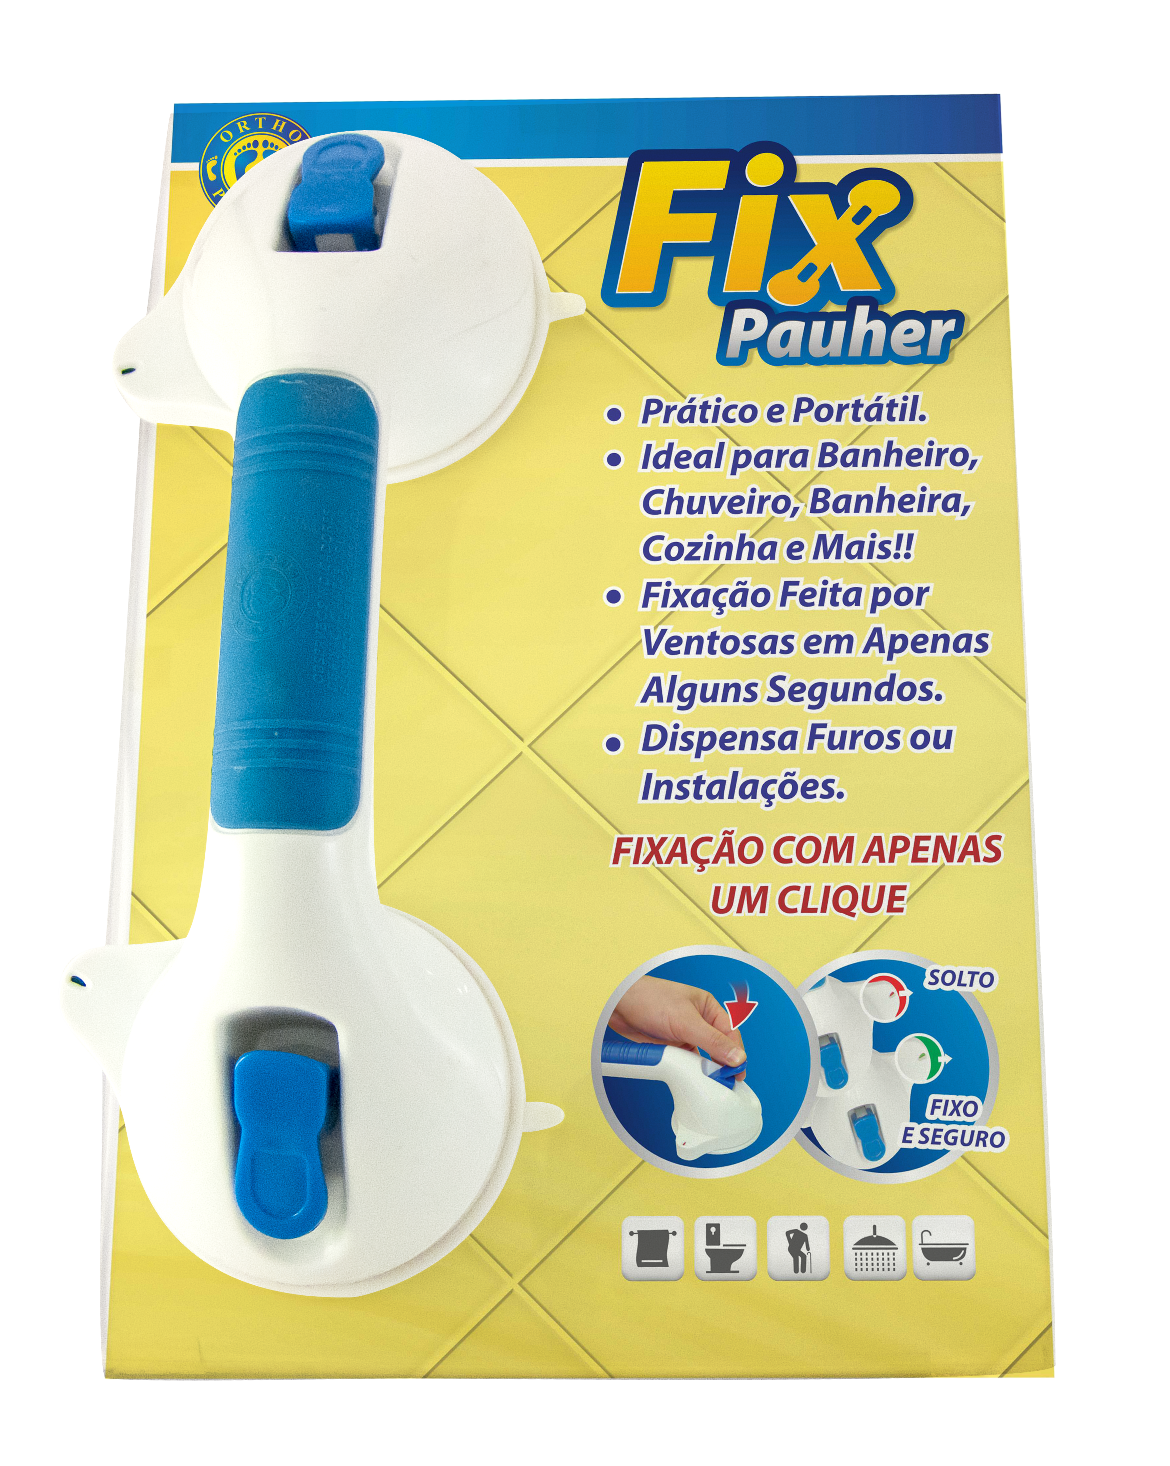 ORTHO
Fix
Pauher
• Prático e Portátil.
• Ideal para Banheiro,
Chuveiro, Banheira,
Cozinha e Mais!!
• Fixação Feita por
Ventosas em Apenas
Alguns Segundos.
• Dispensa Furos ou
Instalações.
FIXAÇÃO COM APENAS
UM CLIQUE
SOLTO
FIXO
E SEGURO